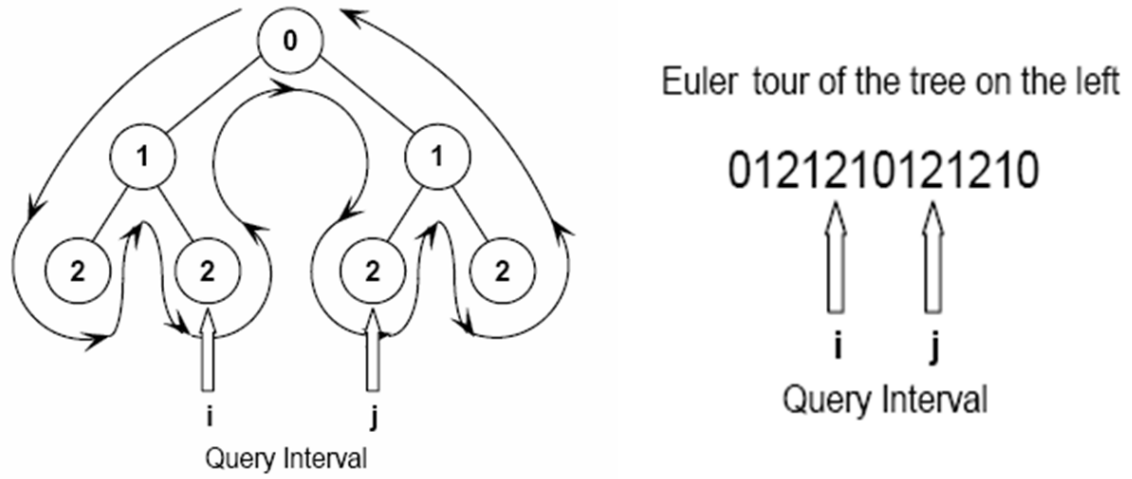 0
1
1
2
2
2
2
i
j
Query Interval
Euler tour of the tree on the left
0121210121210
i
j
Query Interval